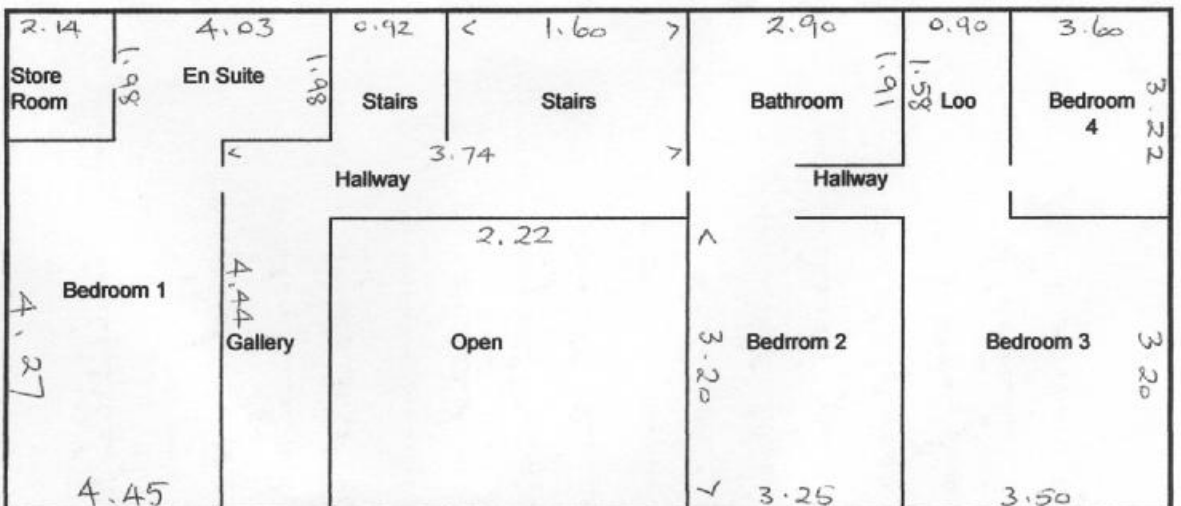 2.14 4.03 0.92 < 1.60 > 2.90 0.90 3.60
Store
Room
1.98
En Suite
1.98
Stairs
Stairs
Bathroom
1.91
1.58
Loo
Bedroom
4
3.22
< 3.74 >
Hallway
Hallway
2.22
Bedroom 1
4.27
4.44
Gallery
Open
< 3.20 >
Bedrrom 2
Bedroom 3
3.20
4.45
3.25
3.50